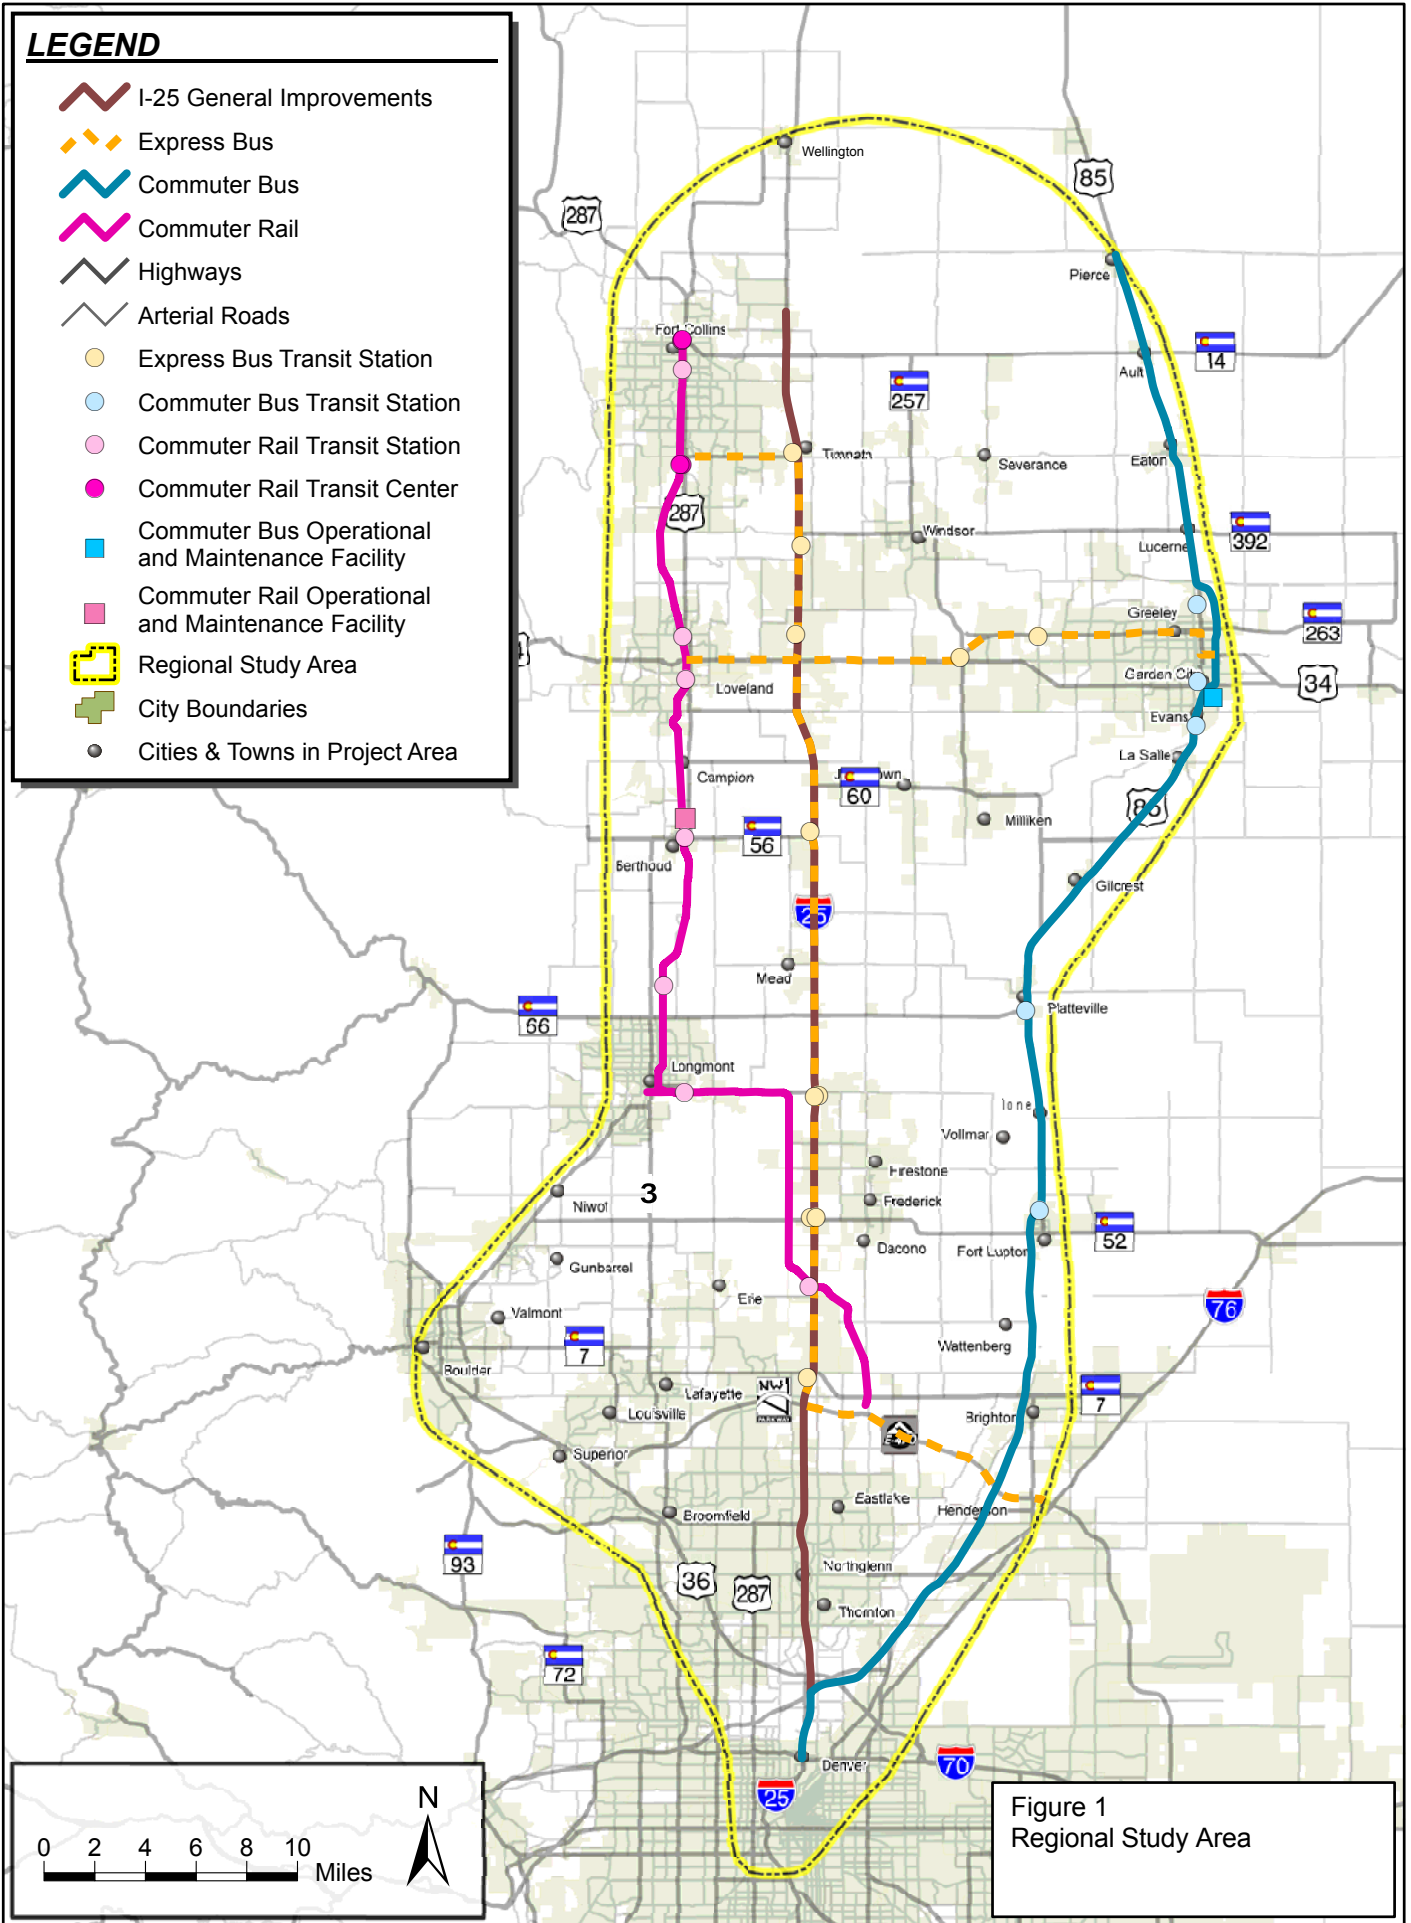 LEGEND
I-25 General Improvements
Express Bus
Commuter Bus
Commuter Rail
Highways
Arterial Roads
Express Bus Transit Station
Commuter Bus Transit Station
Commuter Rail Transit Station
Commuter Rail Transit Center
Commuter Bus Operational
and Maintenance Facility
Commuter Rail Operational
and Maintenance Facility
Regional Study Area
City Boundaries
Cities & Towns in Project Area
Wellington
85
287
Pierce
Fort Collins
14
Ault
257
Timnath
Severance
Eaton
287
Windsor
392
Lucerne
Greeley
263
Garden City
34
Loveland
Evans
La Salle
Campion
60
85
Milliken
56
Berthoud
Gilcrest
25
Mead
66
Platteville
Longmont
Ione
Vollmar
Firestone
3
Niwot
Frederick
52
Dacono
Fort Lupton
Gunbarrel
Erie
76
Valmont
7
Wattenberg
Boulder
Lafayette
NW
PARKWAY
7
Louisville
Brighton
E-470
Superior
Eastlake
Broomfield
Henderson
93
Northglenn
36
287
Thornton
72
Denver
70
25
N
0 2 4 6 8 10
Miles
Figure 1
Regional Study Area